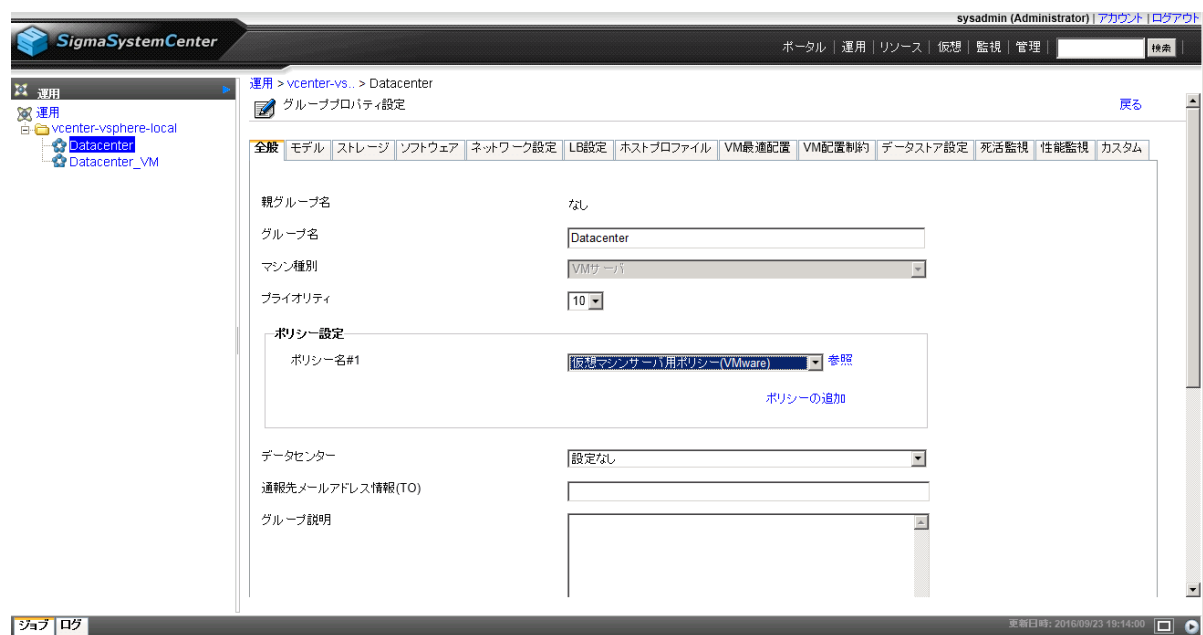 sysadmin (Administrator) | アカウント | ログアウト
SigmaSystemCenter
ポータル | 運用 | リソース | 仮想 | 監視 | 管理 | 検索
運用
運用
vcenter-vsphere-local
Datacenter
Datacenter_VM
運用 > vcenter-vs.. > Datacenter
グループプロパティ設定
戻る
全般 モデル ストレージ ソフトウェア ネットワーク設定 LB設定 ホストプロファイル VM最適配置 VM配置制約 データストア設定 死活監視 性能監視 カスタム
親グループ名 なし
グループ名 Datacenter
マシン種別 VMサーバ
プライオリティ 10
ポリシー設定
ポリシー名#1 仮想マシンサーバ用ポリシー(VMware) 参照
ポリシーの追加
データセンター 設定なし
通報先メールアドレス情報(TO)
グループ説明
ジョブ ログ
更新日時: 2016/09/23 19:14:00